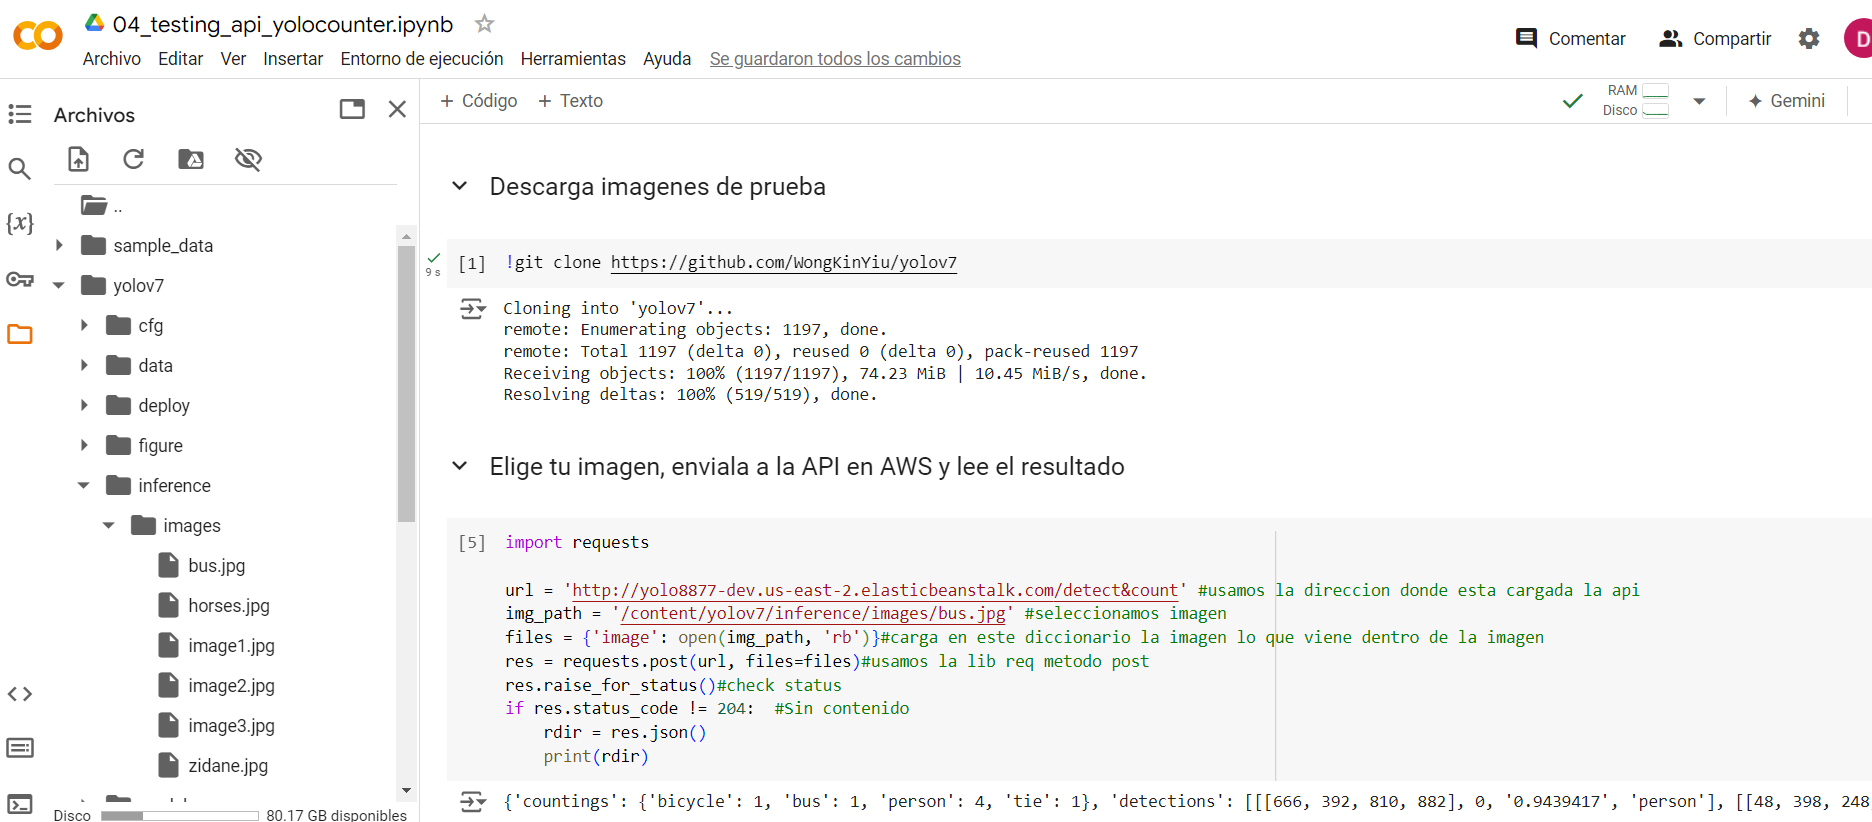 04_testing_api_yolocounter.ipynb
Archivo Editar Ver Insertar Entorno de ejecución Herramientas Ayuda Se guardaron todos los cambios
Comentar Compartir D
Archivos
+ Código + Texto
RAM
Disco
Gemini
..
sample_data
yolov7
cfg
data
deploy
figure
inference
images
bus.jpg
horses.jpg
image1.jpg
image2.jpg
image3.jpg
zidane.jpg
Disco 80.17 GB disponibles
{x}
Descarga imagenes de prueba
9 s
[1] !git clone https://github.com/WongKinYiu/yolov7
Cloning into 'yolov7'...
remote: Enumerating objects: 1197, done.
remote: Total 1197 (delta 0), reused 0 (delta 0), pack-reused 1197
Receiving objects: 100% (1197/1197), 74.23 MiB | 10.45 MiB/s, done.
Resolving deltas: 100% (519/519), done.
Elige tu imagen, enviala a la API en AWS y lee el resultado
[5] import requests
url = 'http://yolo8877-dev.us-east-2.elasticbeanstalk.com/detect&count' #usamos la direccion donde esta cargada la api
img_path = '/content/yolov7/inference/images/bus.jpg' #seleccionamos imagen
files = {'image': open(img_path, 'rb')}#carga en este diccionario la imagen lo que viene dentro de la imagen
res = requests.post(url, files=files)#usamos la lib req metodo post
res.raise_for_status()#check status
if res.status_code != 204:  #Sin contenido
    rdir = res.json()
    print(rdir)
{'countings': {'bicycle': 1, 'bus': 1, 'person': 4, 'tie': 1}, 'detections': [[[666, 392, 810, 882], 0, '0.9439417', 'person'], [[48, 398, 248